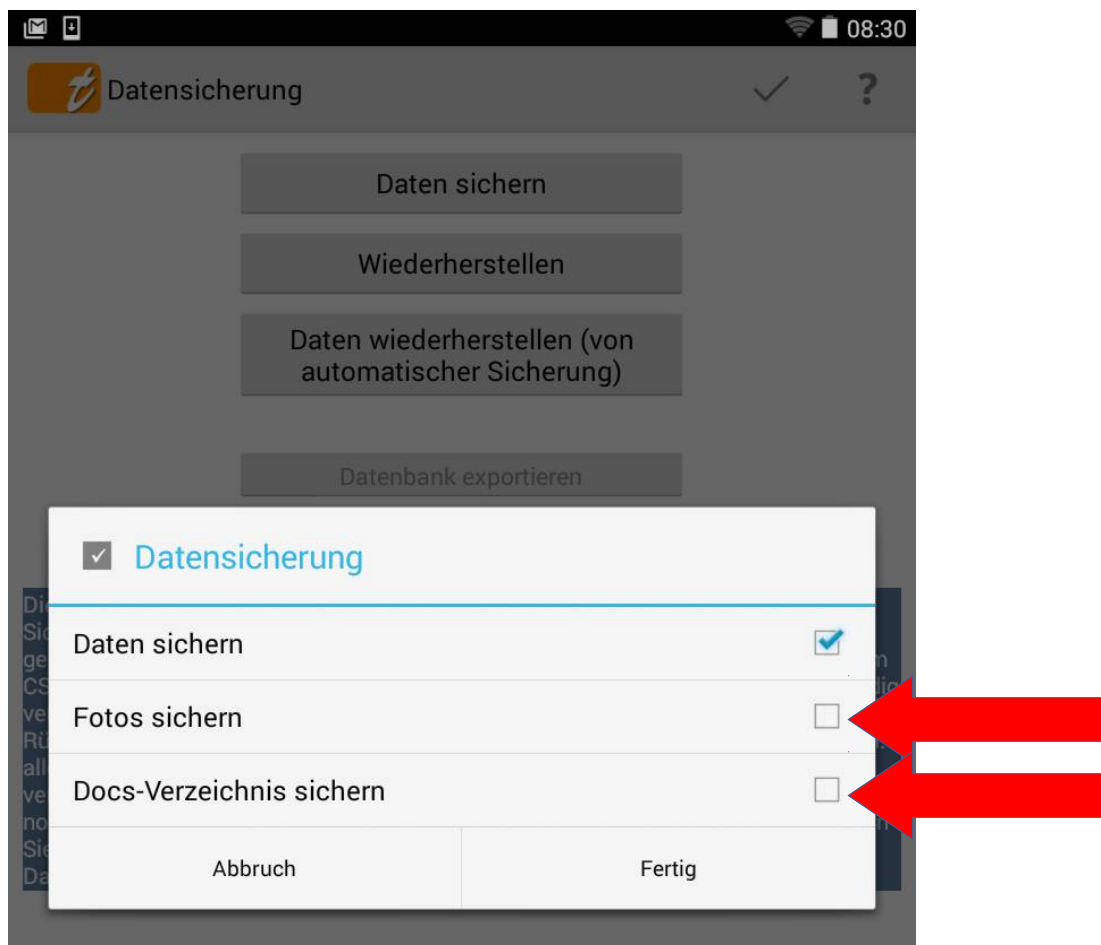 08:30
t Datensicherung ?
Daten sichern
Wiederherstellen
Daten wiederherstellen (von
automatischer Sicherung)
Datenbank exportieren
Datensicherung
Daten sichern
Fotos sichern
Docs-Verzeichnis sichern
Abbruch Fertig